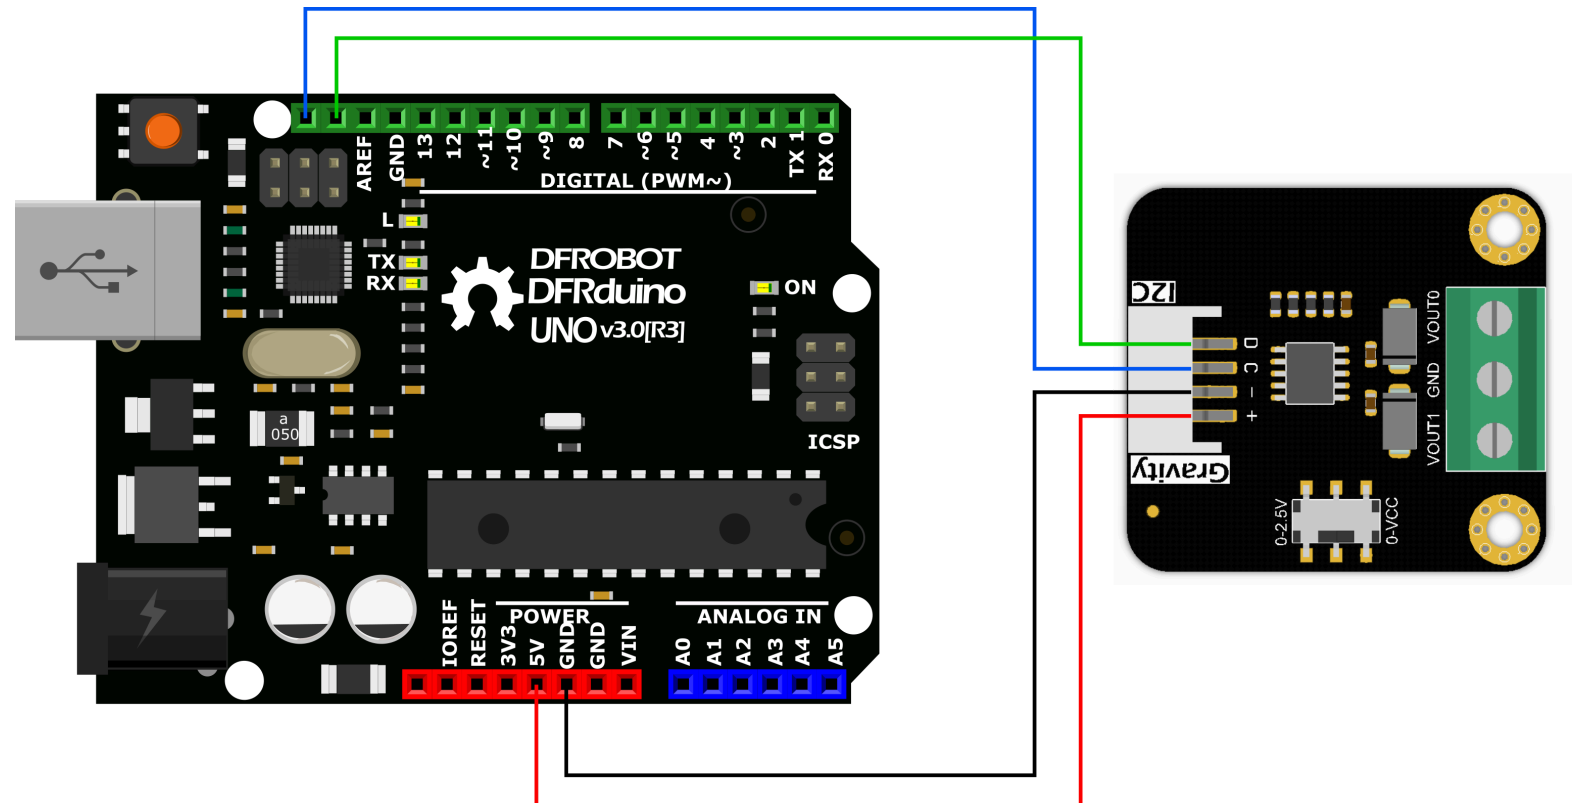 AREF
GND
13
12
~11
~10
~9
8
7
~6
~5
4
~3
2
TX 1
RX 0
DIGITAL (PWM~)
L
TX
RX
DFROBOT
DFRduino
UNO v3.0[R3]
ON
ICSP
a
050
IOREF
RESET
3V3
5V
GND
GND
VIN
POWER
ANALOG IN
A0
A1
A2
A3
A4
A5
I2C
D
C
-
+
Gravity
VOUT0
GND
VOUT1
0-2.5V
0-VCC